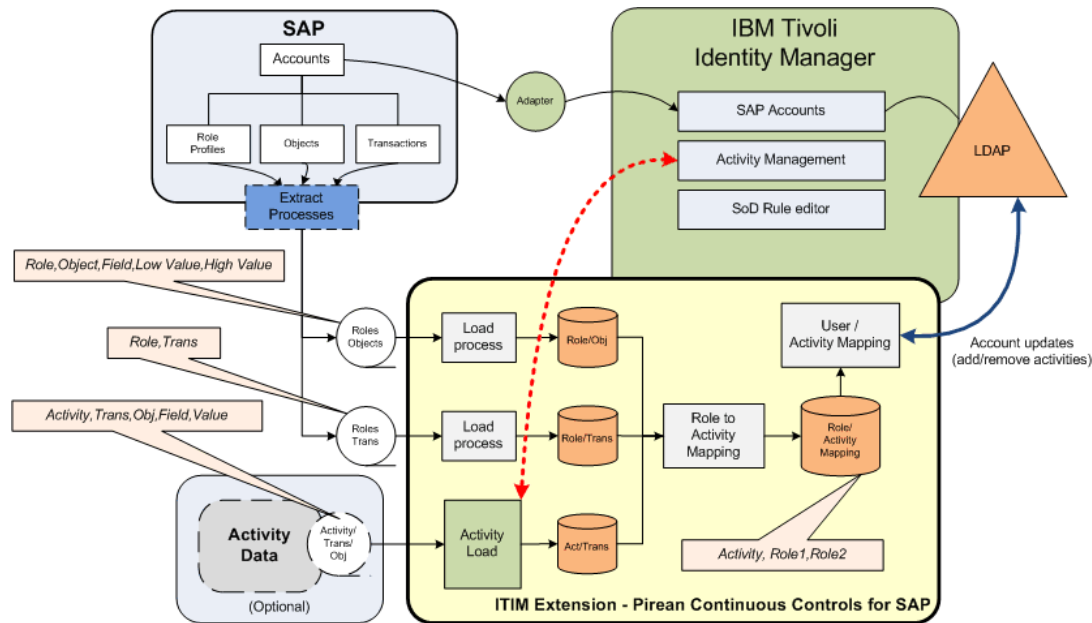 SAP
Accounts
Role
Profiles
Objects
Transactions
Extract
Processes
Adapter
IBM Tivoli
Identity Manager
SAP Accounts
Activity Management
SoD Rule editor
LDAP
Role,Object,Field,Low Value,High Value
Role,Trans
Activity,Trans,Obj,Field,Value
Roles
Objects
Load
process
Role/Obj
User /
Activity Mapping
Account updates
(add/remove activities)
Roles
Trans
Load
process
Role/Trans
Role to
Activity
Mapping
Role/
Activity
Mapping
Activity
Data
(Optional)
Activity/
Trans/
Obj
Activity
Load
Act/Trans
Activity, Role1,Role2
ITIM Extension - Pirean Continuous Controls for SAP